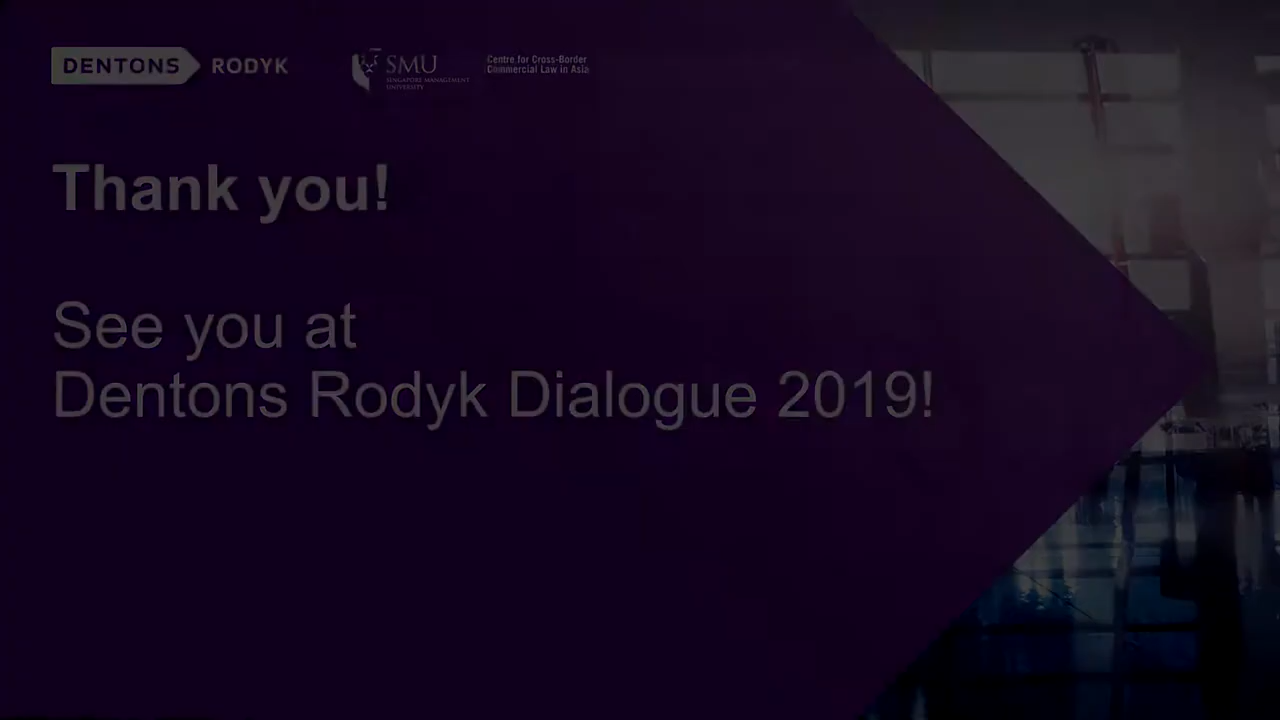 DENTONS RODYK
SMU
SINGAPORE MANAGEMENT
UNIVERSITY
Centre for Cross-Border
Commercial Law in Asia
Thank you!
See you at
Dentons Rodyk Dialogue 2019!